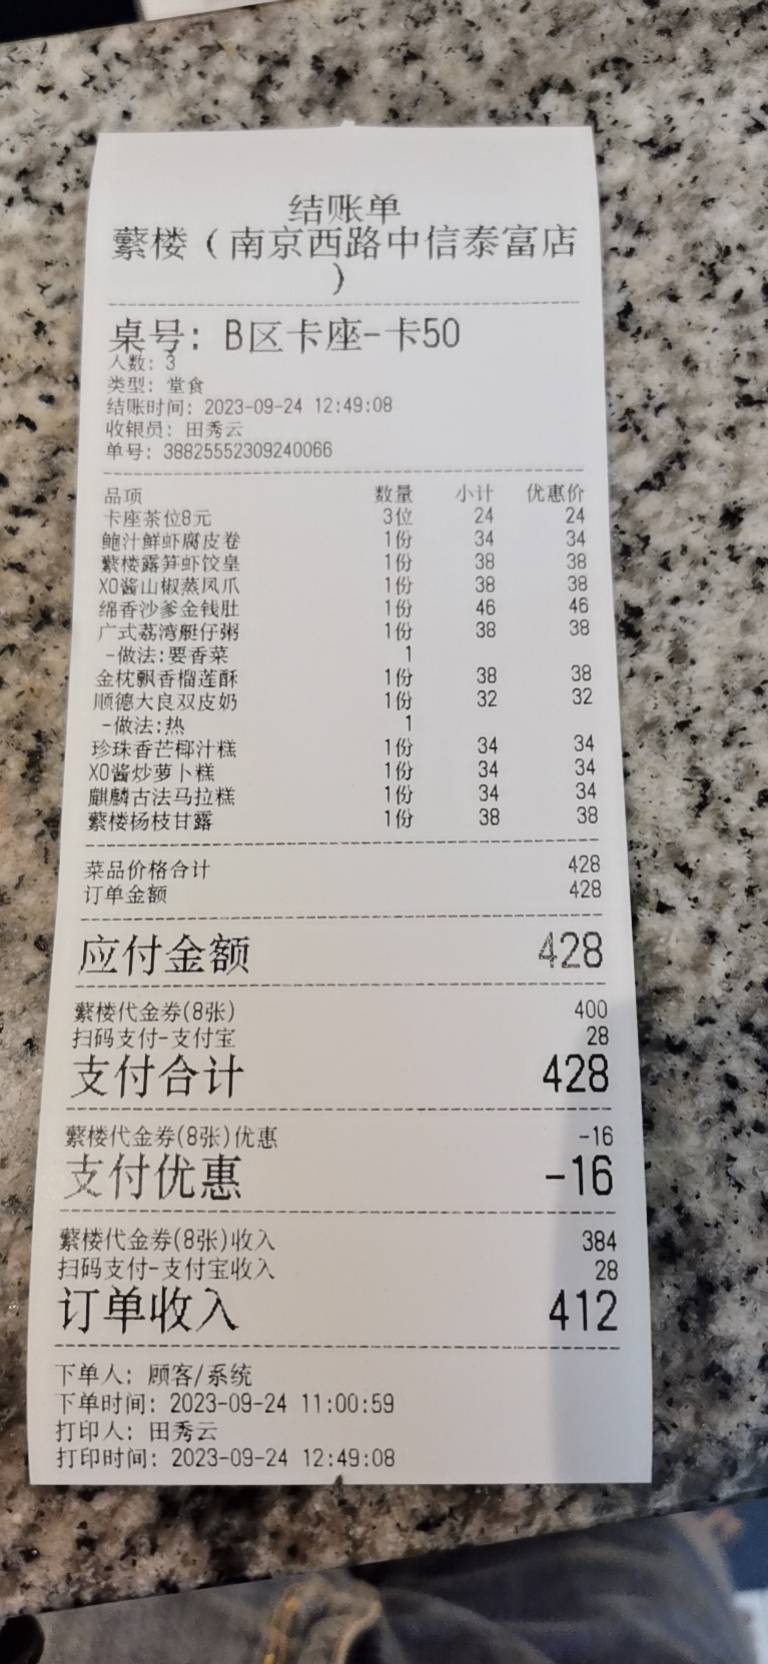 结账单
蘩楼（南京西路中信泰富店
）
桌号: B区卡座-卡50
人数: 3
类型: 堂食
结账时间: 2023-09-24 12:49:08
收银员: 田秀云
单号: 38825552309240066
品项 数量 小计 优惠价
卡座茶位8元 3位 24 24
鲍汁鲜虾腐皮卷 1份 34 34
蘩楼露笋虾饺皇 1份 38 38
XO酱山椒蒸凤爪 1份 38 38
绵香沙爹金钱肚 1份 46 46
广式荔湾艇仔粥 1份 38 38
-做法:要香菜 1
金枕飘香榴莲酥 1份 38 38
顺德大良双皮奶 1份 32 32
-做法:热 1
珍珠香芒椰汁糕 1份 34 34
XO酱炒萝卜糕 1份 34 34
麒麟古法马拉糕 1份 34 34
蘩楼杨枝甘露 1份 38 38
菜品价格合计 428
订单金额 428
应付金额 428
蘩楼代金券(8张) 400
扫码支付-支付宝 28
支付合计 428
蘩楼代金券(8张)优惠 -16
支付优惠 -16
蘩楼代金券(8张)收入 384
扫码支付-支付宝收入 28
订单收入 412
下单人: 顾客/系统
下单时间: 2023-09-24 11:00:59
打印人: 田秀云
打印时间: 2023-09-24 12:49:08